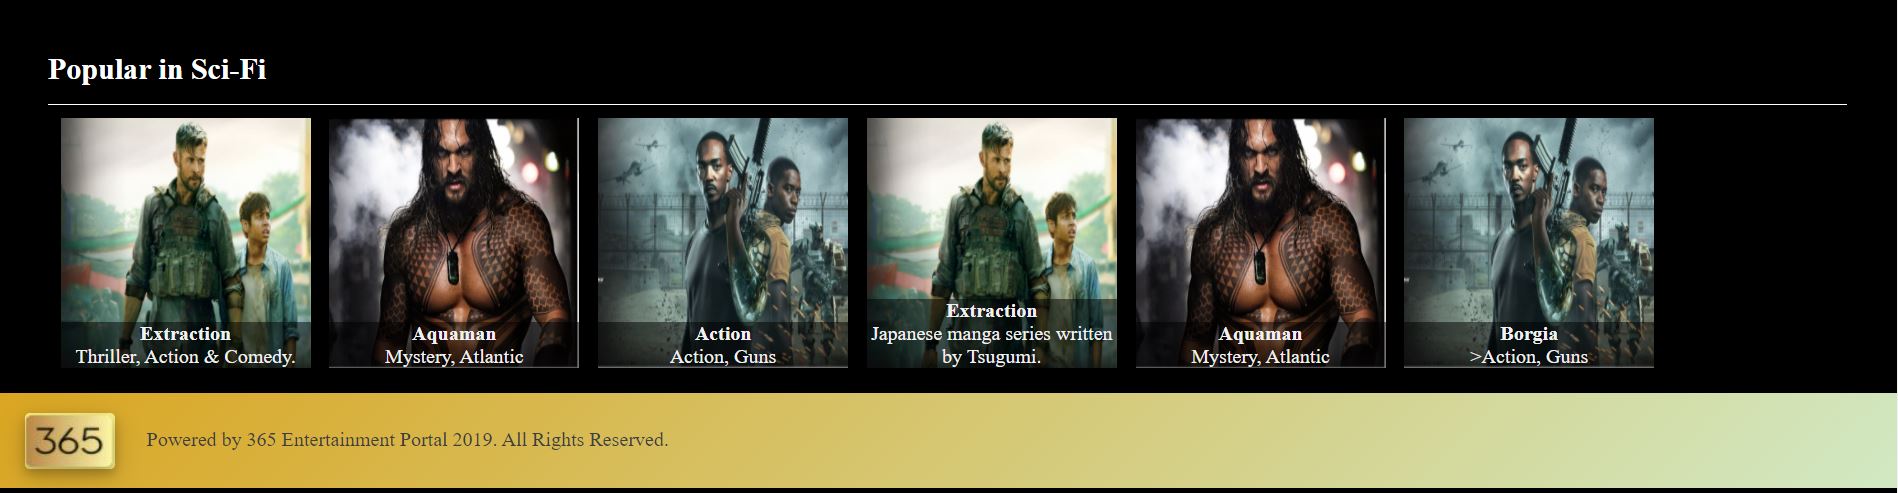 Popular in Sci-Fi
Extraction
Thriller, Action & Comedy.
Aquaman
Mystery, Atlantic
Action
Action, Guns
Extraction
Japanese manga series written
by Tsugumi.
Aquaman
Mystery, Atlantic
Borgia
>Action, Guns
365
Powered by 365 Entertainment Portal 2019. All Rights Reserved.